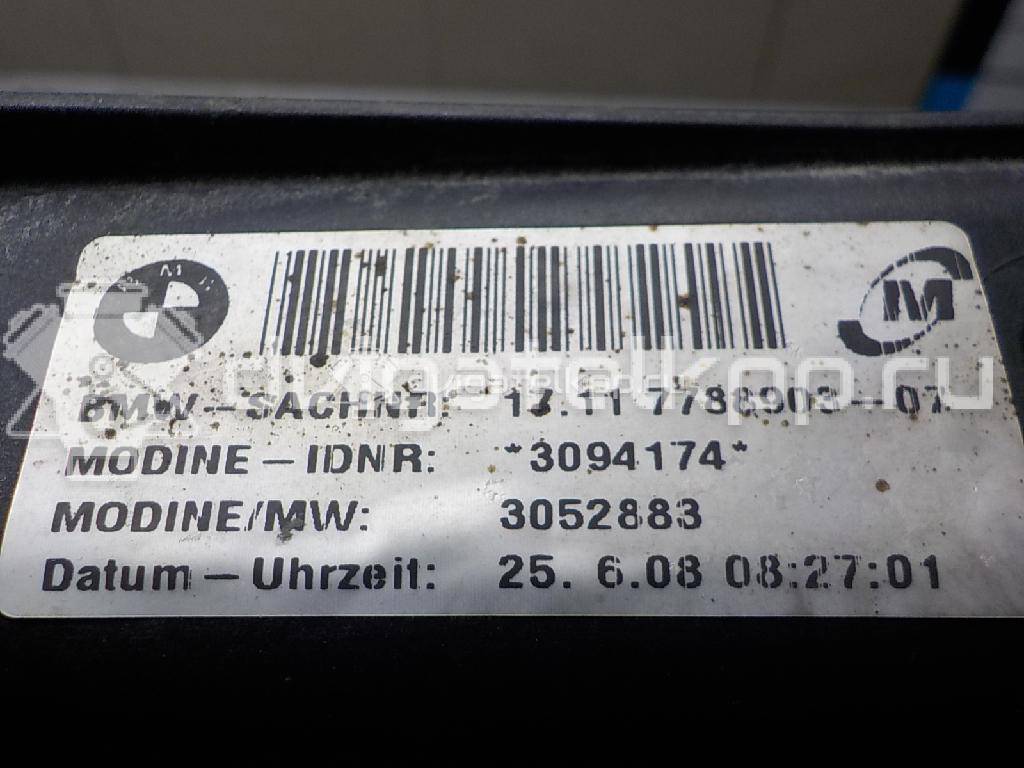 BMW-SACHNR: 17.11 7788903-07
MODINE-IDNR: *3094174*
MODINE/MW: 3052883
Datum-Uhrzeit: 25. 6.08 08:27:01